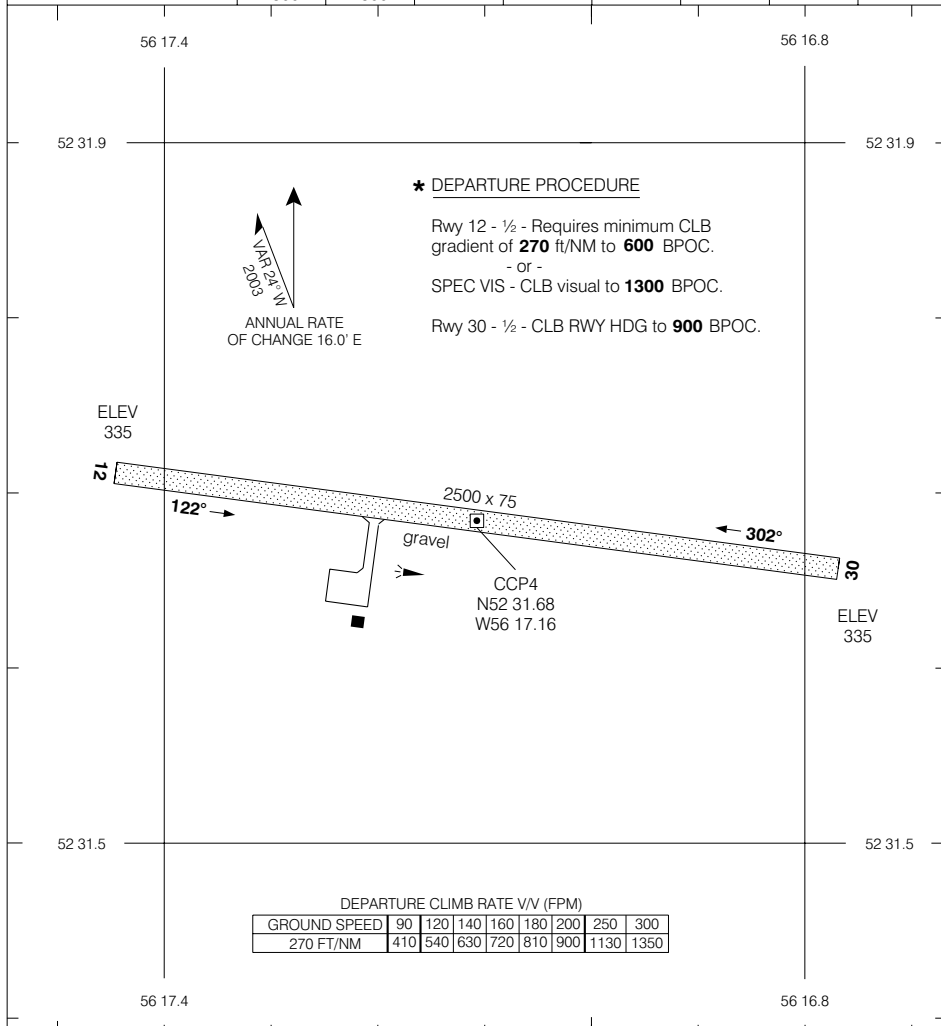 56 17.4 56 16.8
52 31.9 52 31.9
* DEPARTURE PROCEDURE
Rwy 12 - ½ - Requires minimum CLB
gradient of 270 ft/NM to 600 BPOC.
- or -
SPEC VIS - CLB visual to 1300 BPOC.
Rwy 30 - ½ - CLB RWY HDG to 900 BPOC.
VAR 24° W
2003
ANNUAL RATE
OF CHANGE 16.0' E
ELEV
335
12
122°
2500 x 75
gravel
302°
30
CCP4
N52 31.68
W56 17.16
ELEV
335
52 31.5 52 31.5
DEPARTURE CLIMB RATE V/V (FPM)
GROUND SPEED 90 120 140 160 180 200 250 300
270 FT/NM 410 540 630 720 810 900 1130 1350
56 17.4 56 16.8